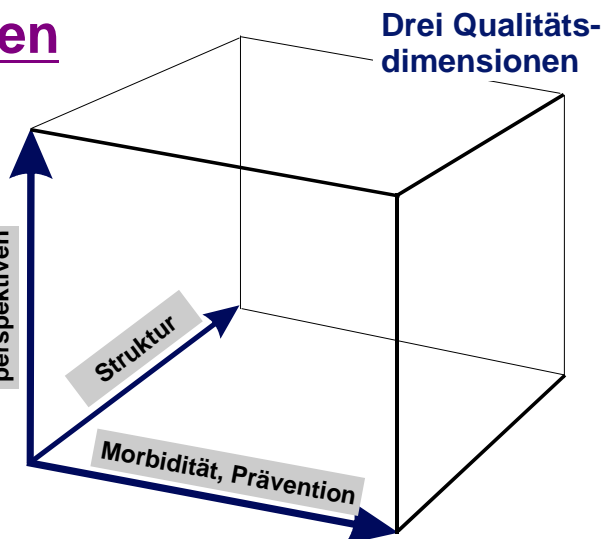 en
Drei Qualitäts-
dimensionen
perspektiven
Struktur
Morbidität, Prävention